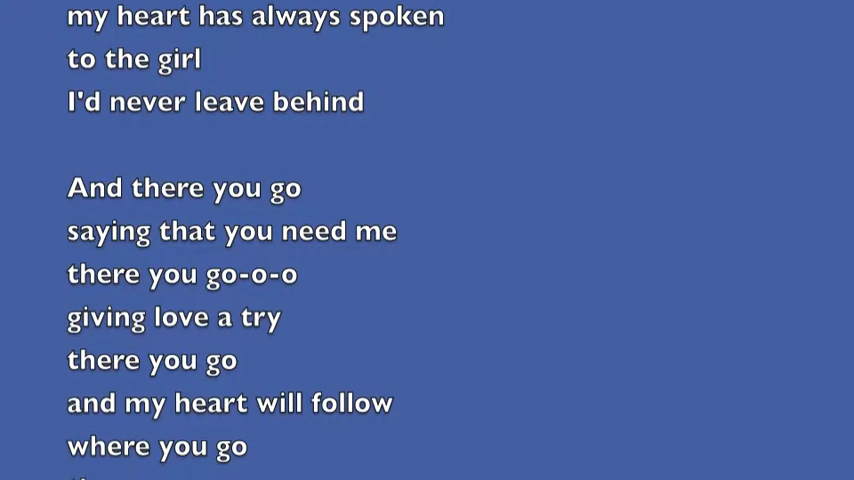 my heart has always spoken
to the girl
I'd never leave behind
And there you go
saying that you need me
there you go-o-o
giving love a try
there you go
and my heart will follow
where you go